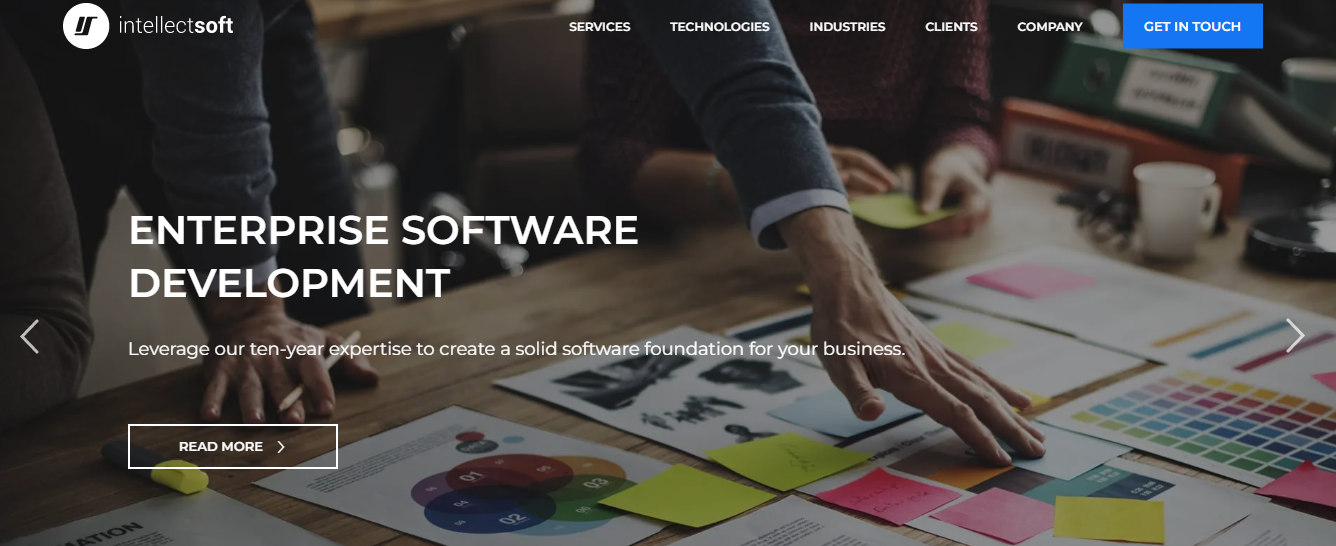 intellectsoft
SERVICES
TECHNOLOGIES
INDUSTRIES
CLIENTS
COMPANY
GET IN TOUCH
ENTERPRISE SOFTWARE
DEVELOPMENT
Leverage our ten-year expertise to create a solid software foundation for your business.
READ MORE
01
03
02